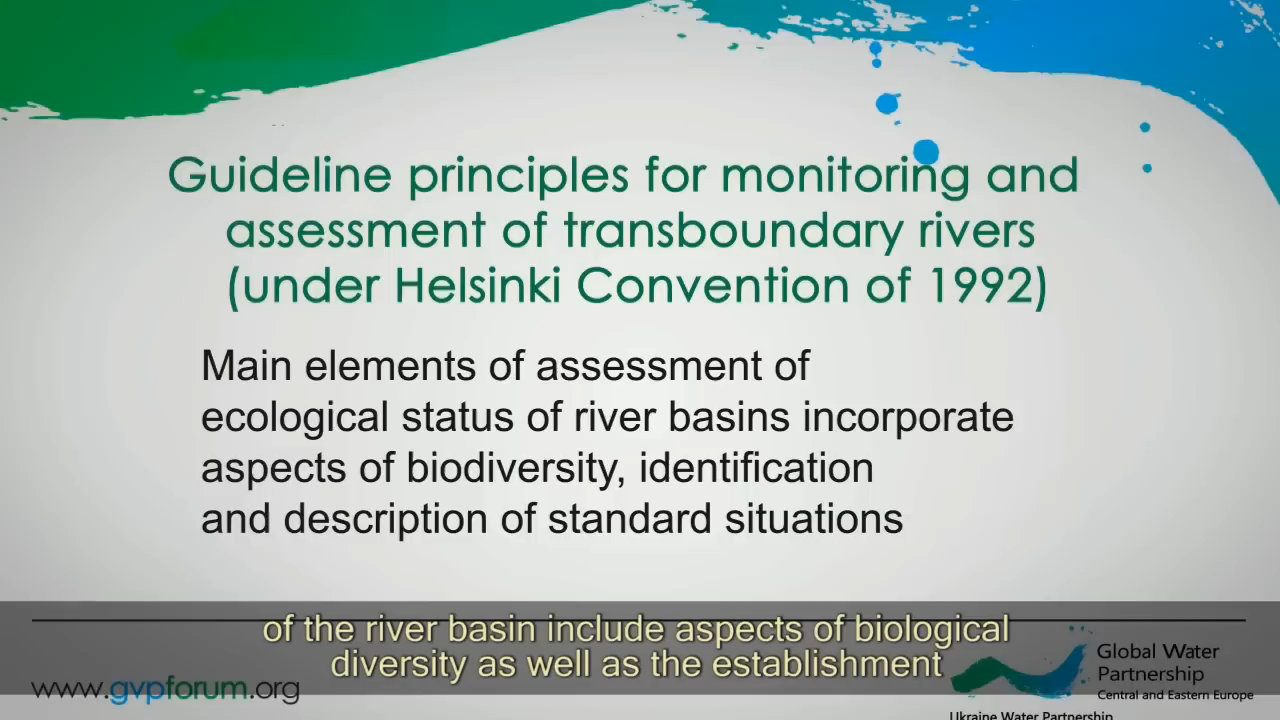 Guideline principles for monitoring and
assessment of transboundary rivers
(under Helsinki Convention of 1992)
Main elements of assessment of
ecological status of river basins incorporate
aspects of biodiversity, identification
and description of standard situations
of the river basin include aspects of biological
diversity as well as the establishment
www.gvpforum.org
Global Water
Partnership
Central and Eastern Europe
Ukraine Water Partnership